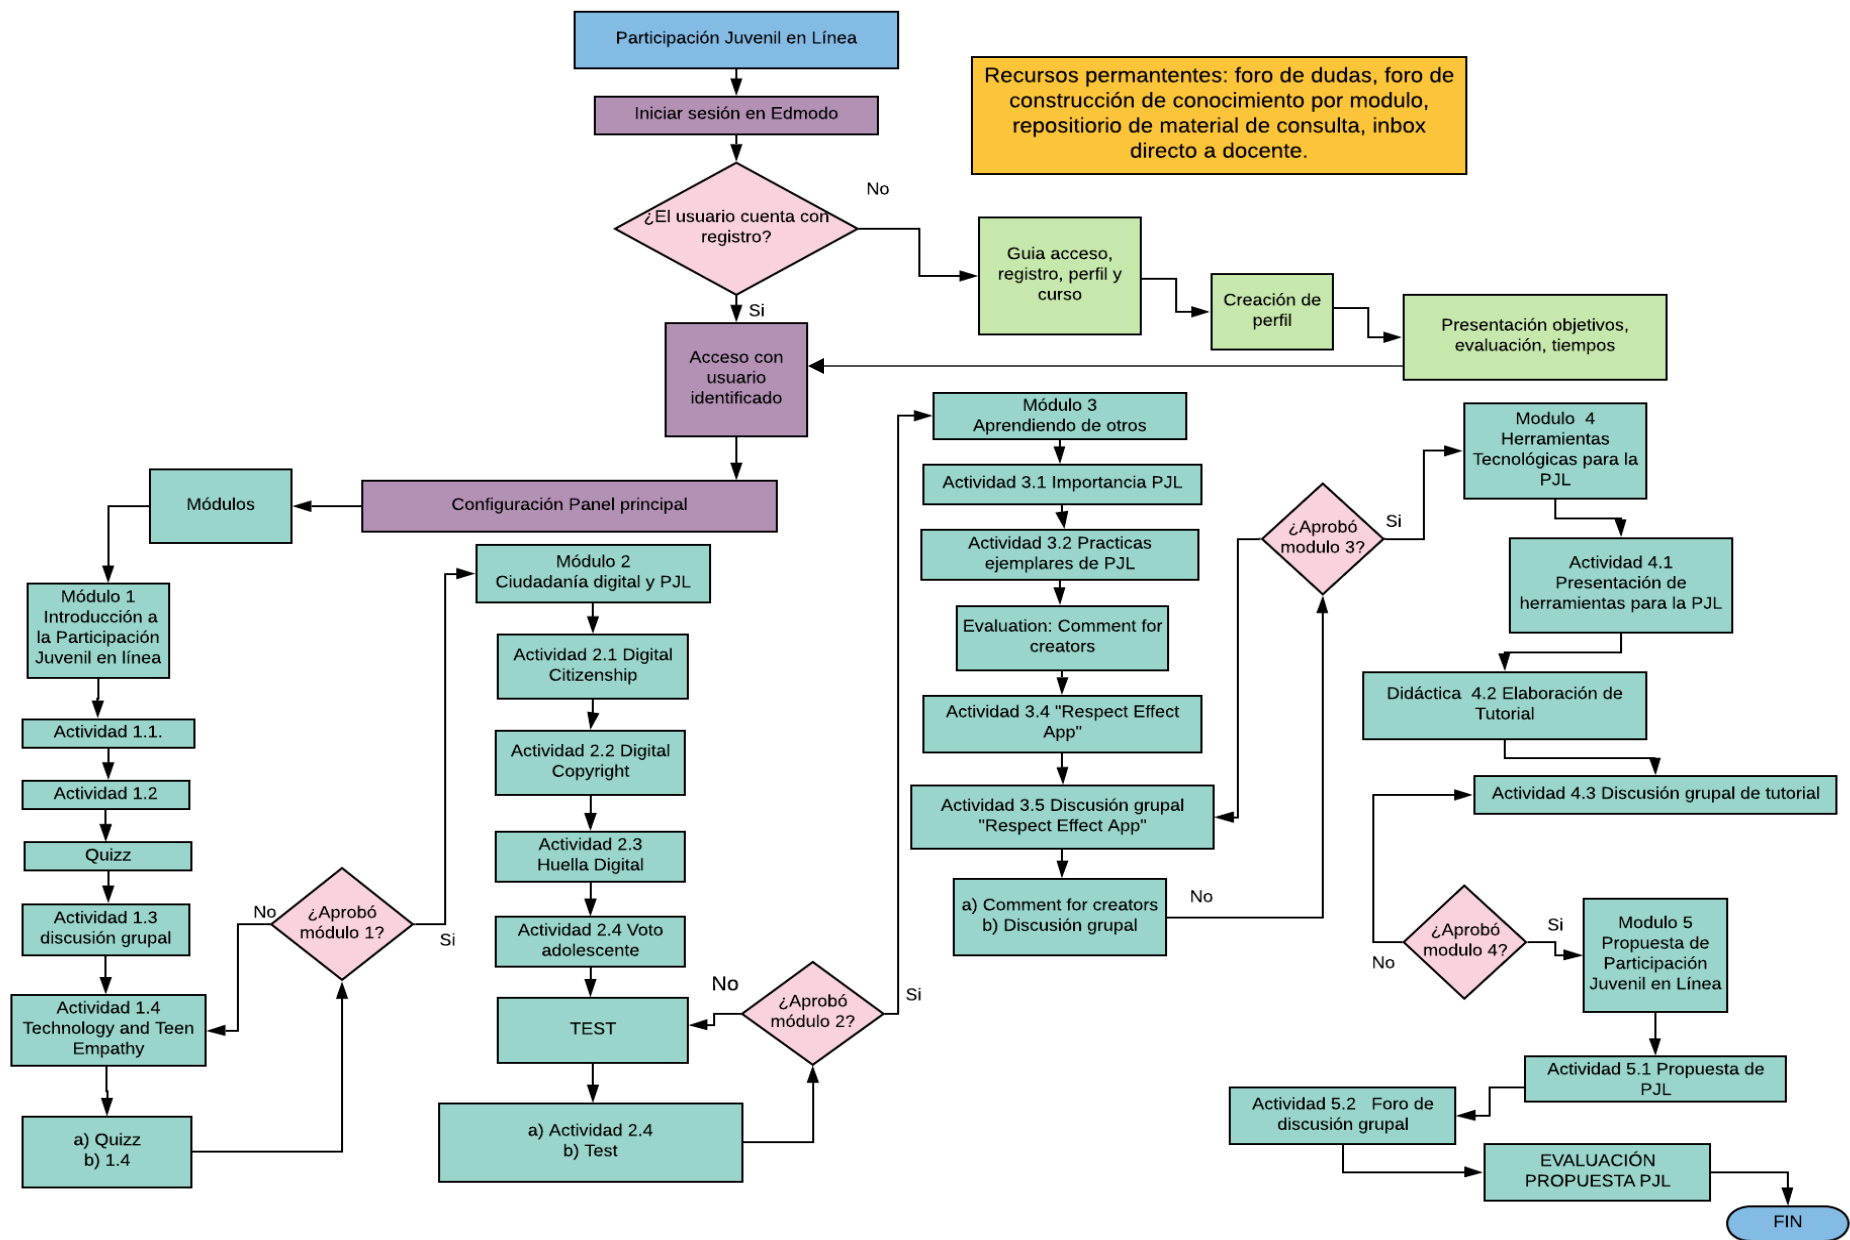 Participación Juvenil en Línea
Iniciar sesión en Edmodo
Recursos permantentes: foro de dudas, foro de
construcción de conocimiento por modulo,
repositiorio de material de consulta, inbox
directo a docente.
¿El usuario cuenta con
registro?
No
Si
Guia acceso,
registro, perfil y
curso
Creación de
perfil
Presentación objetivos,
evaluación, tiempos
Acceso con
usuario
identificado
Configuración Panel principal
Módulos
Módulo 1
Introducción a
la Participación
Juvenil en línea
Actividad 1.1.
Actividad 1.2
Quizz
Actividad 1.3
discusión grupal
Actividad 1.4
Technology and Teen
Empathy
a) Quizz
b) 1.4
¿Aprobó
módulo 1?
No
Si
Módulo 2
Ciudadanía digital y PJL
Actividad 2.1 Digital
Citizenship
Actividad 2.2 Digital
Copyright
Actividad 2.3
Huella Digital
Actividad 2.4 Voto
adolescente
TEST
a) Actividad 2.4
b) Test
¿Aprobó
módulo 2?
No
Si
Módulo 3
Aprendiendo de otros
Actividad 3.1 Importancia PJL
Actividad 3.2 Practicas
ejemplares de PJL
Evaluation: Comment for
creators
Actividad 3.4 "Respect Effect
App"
Actividad 3.5 Discusión grupal
"Respect Effect App"
a) Comment for creators
b) Discusión grupal
No
¿Aprobó
modulo 3?
Si
Modulo  4
Herramientas
Tecnológicas para la
PJL
Actividad 4.1
Presentación de
herramientas para la PJL
Didáctica  4.2 Elaboración de
Tutorial
Actividad 4.3 Discusión grupal de tutorial
¿Aprobó
modulo 4?
No
Si
Modulo 5
Propuesta de
Participación
Juvenil en Línea
Actividad 5.1 Propuesta de
PJL
Actividad 5.2   Foro de
discusión grupal
EVALUACIÓN
PROPUESTA PJL
FIN